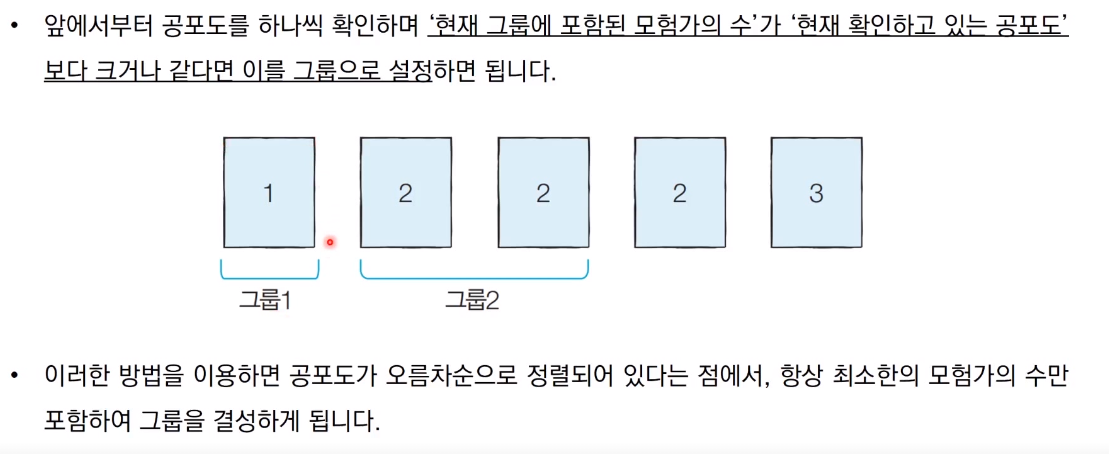 • 앞에서부터 공포도를 하나씩 확인하며 ‘현재 그룹에 포함된 모험가의 수’가 ‘현재 확인하고 있는 공포도’
보다 크거나 같다면 이를 그룹으로 설정하면 됩니다.
1 2 2 2 3
그룹1 그룹2
• 이러한 방법을 이용하면 공포도가 오름차순으로 정렬되어 있다는 점에서, 항상 최소한의 모험가의 수만
포함하여 그룹을 결성하게 됩니다.